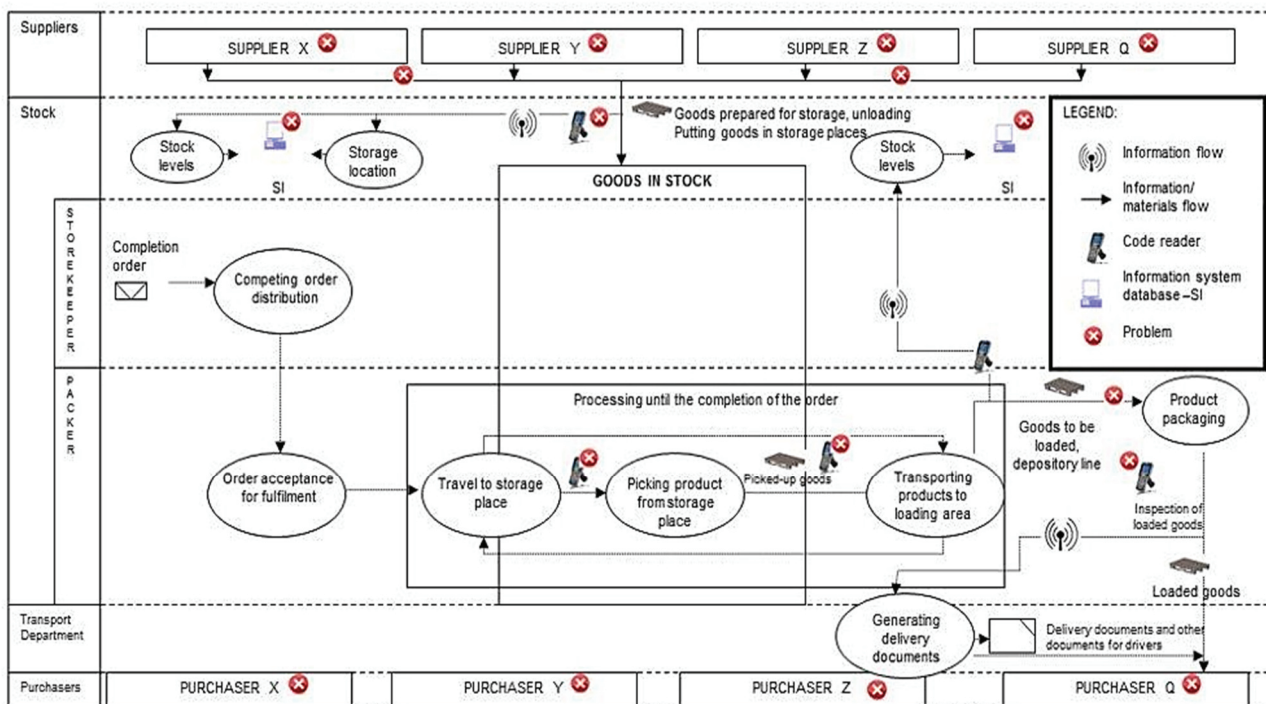 Suppliers
SUPPLIER X
SUPPLIER Y
SUPPLIER Z
SUPPLIER Q
Stock
Goods prepared for storage, unloading
Putting goods in storage places
Stock
levels
SI
Storage
location
GOODS IN STOCK
Stock
levels
SI
LEGEND:
Information flow
Information/
materials flow
Code reader
Information system
database –SI
Problem
STOREKEEPER
Completion
order
Competing order
distribution
PACKER
Processing until the completion of the order
Order acceptance
for fulfilment
Travel to storage
place
Picking product
from storage
place
Picked-up goods
Transporting
products to
loading area
Goods to be
loaded,
depository line
Product
packaging
Inspection of
loaded goods
Loaded goods
Transport
Department
Generating
delivery
documents
Delivery documents and other
documents for drivers
Purchasers
PURCHASER X
PURCHASER Y
PURCHASER Z
PURCHASER Q